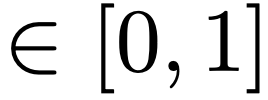 ∈ [0, 1]